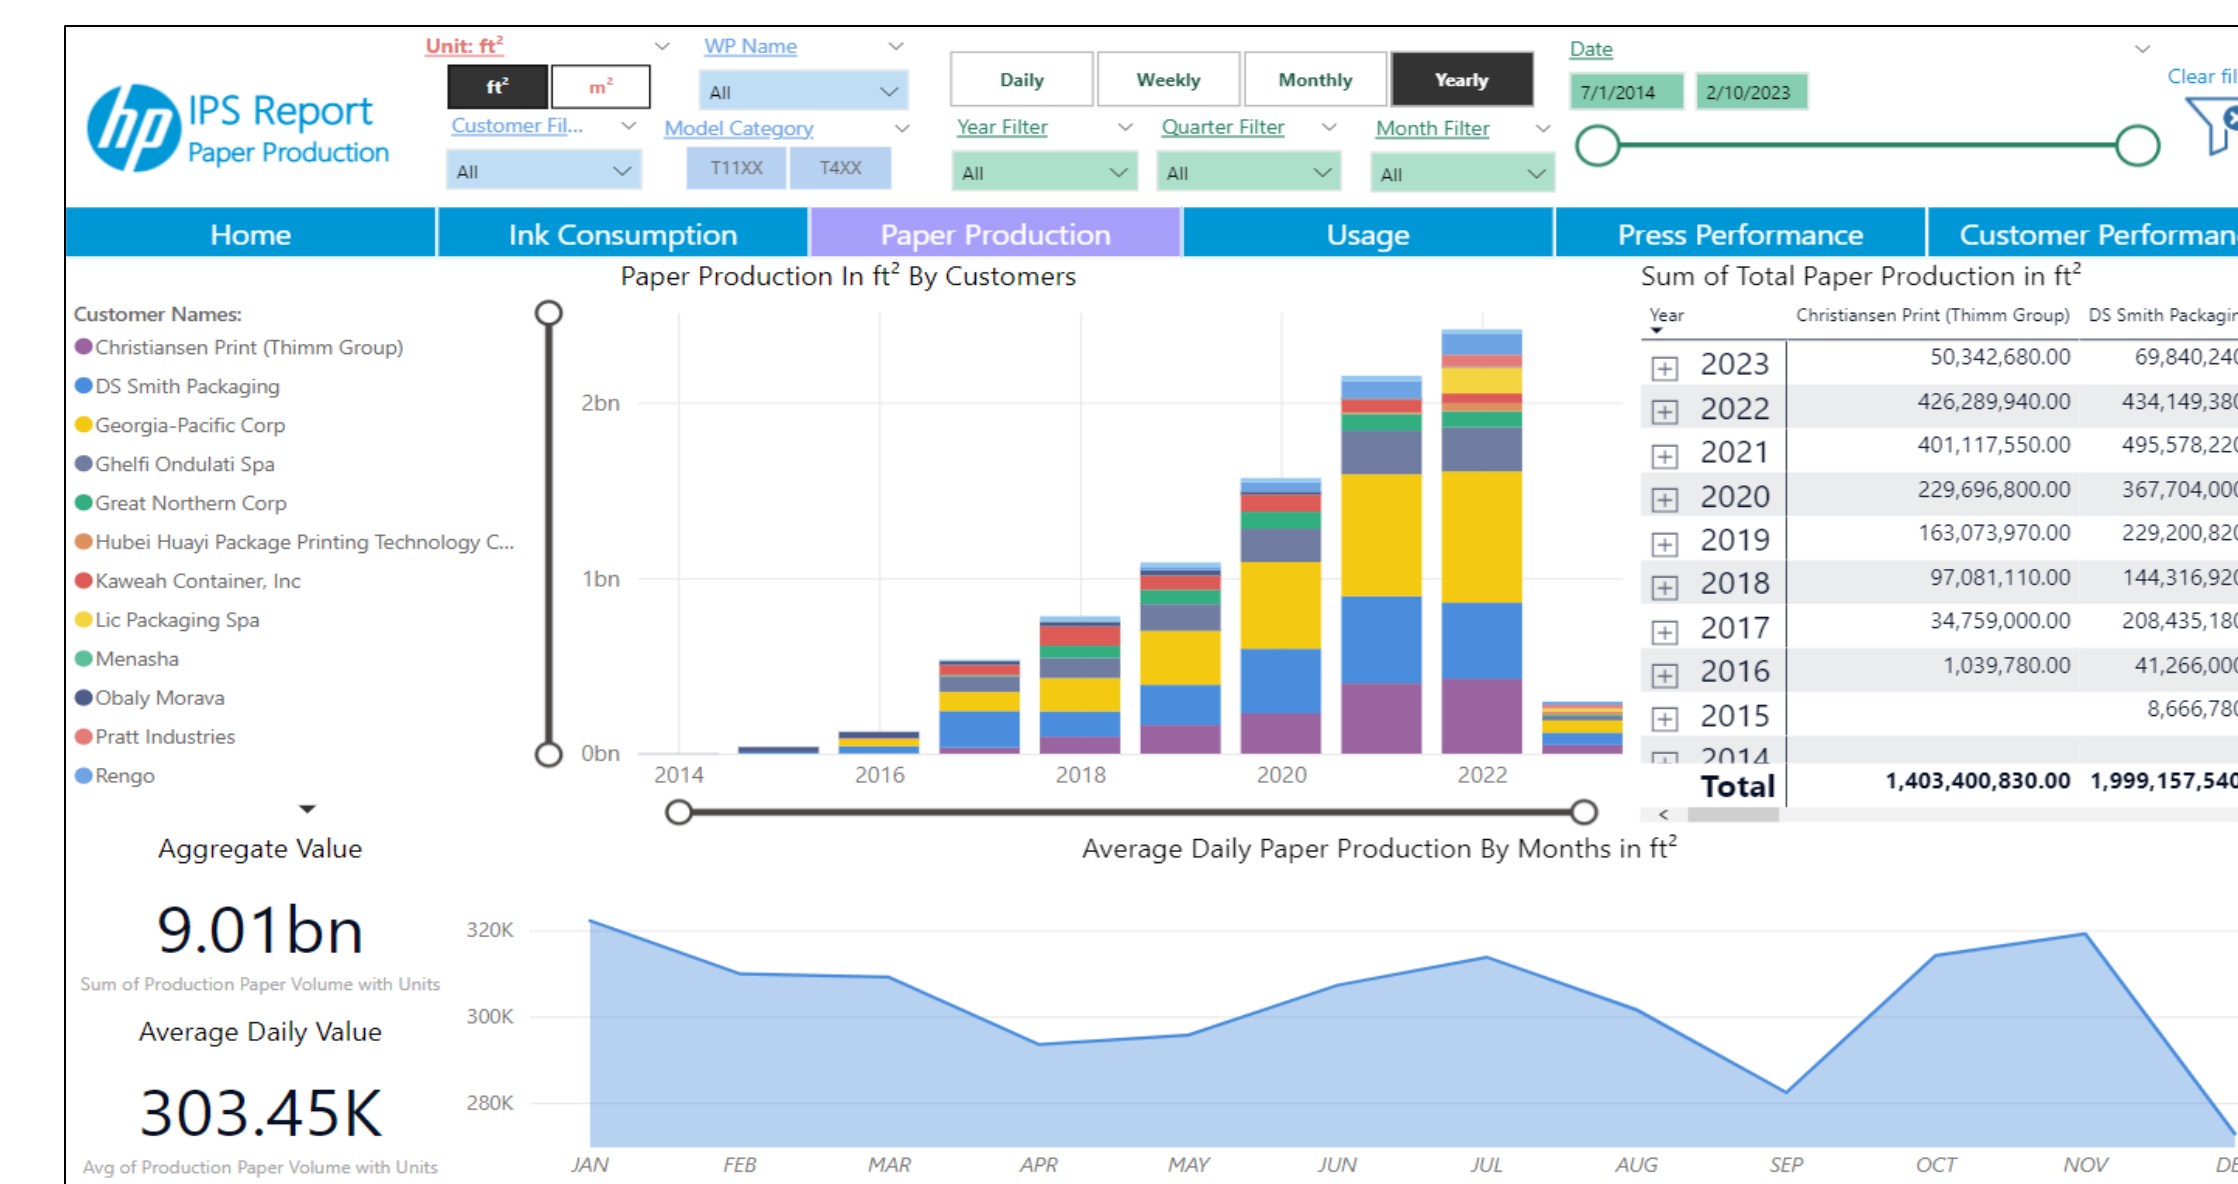 Unit: ft²
WP Name
Date
hp
IPS Report
Paper Production
ft²
m²
All
Daily
Weekly
Monthly
Yearly
7/1/2014
2/10/2023
Clear fil
Customer Fil...
Model Category
Year Filter
Quarter Filter
Month Filter
All
T11XX
T4XX
All
All
All
Home
Ink Consumption
Paper Production
Usage
Press Performance
Customer Performan
Paper Production In ft² By Customers
Customer Names:
Christiansen Print (Thimm Group)
DS Smith Packaging
Georgia-Pacific Corp
Ghelfi Ondulati Spa
Great Northern Corp
Hubei Huayi Package Printing Technology C...
Kaweah Container, Inc
Lic Packaging Spa
Menasha
Obaly Morava
Pratt Industries
Rengo
2bn
1bn
0bn
2014
2016
2018
2020
2022
Sum of Total Paper Production in ft²
Year Christiansen Print (Thimm Group) DS Smith Packagin
2023 50,342,680.00 69,840,240
2022 426,289,940.00 434,149,380
2021 401,117,550.00 495,578,220
2020 229,696,800.00 367,704,000
2019 163,073,970.00 229,200,820
2018 97,081,110.00 144,316,920
2017 34,759,000.00 208,435,180
2016 1,039,780.00 41,266,000
2015 8,666,780
2014
Total 1,403,400,830.00 1,999,157,540
Aggregate Value
9.01bn
Sum of Production Paper Volume with Units
Average Daily Value
303.45K
Avg of Production Paper Volume with Units
Average Daily Paper Production By Months in ft²
320K
300K
280K
JAN
FEB
MAR
APR
MAY
JUN
JUL
AUG
SEP
OCT
NOV
DE